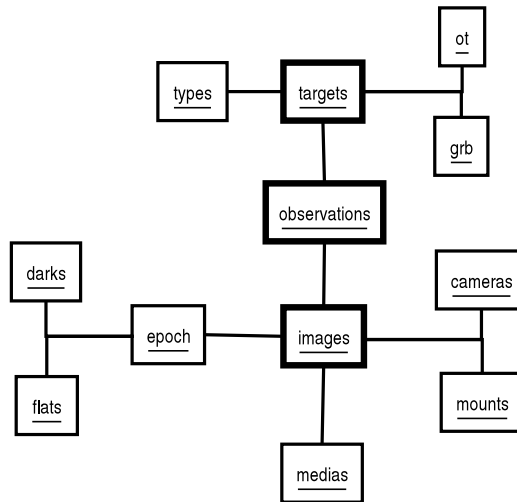 ot
types
targets
grb
observations
darks
cameras
epoch
images
flats
mounts
medias